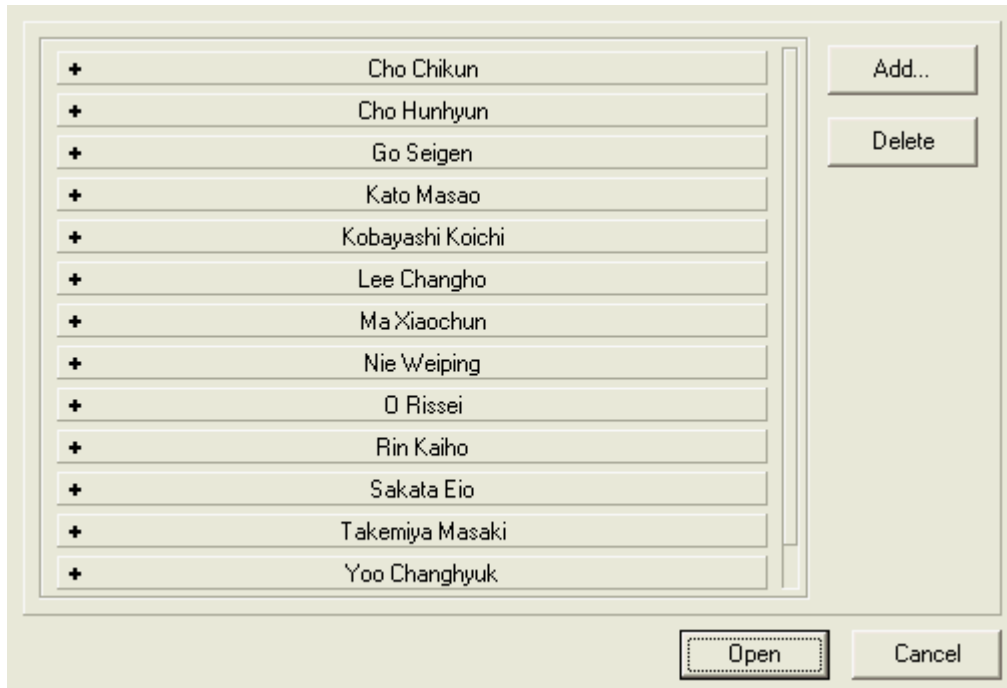 Cho Chikun
Cho Hunhyun
Go Seigen
Kato Masao
Kobayashi Koichi
Lee Changho
Ma Xiaochun
Nie Weiping
O Rissei
Rin Kaiho
Sakata Eio
Takemiya Masaki
Yoo Changhyuk
Add...
Delete
Open
Cancel